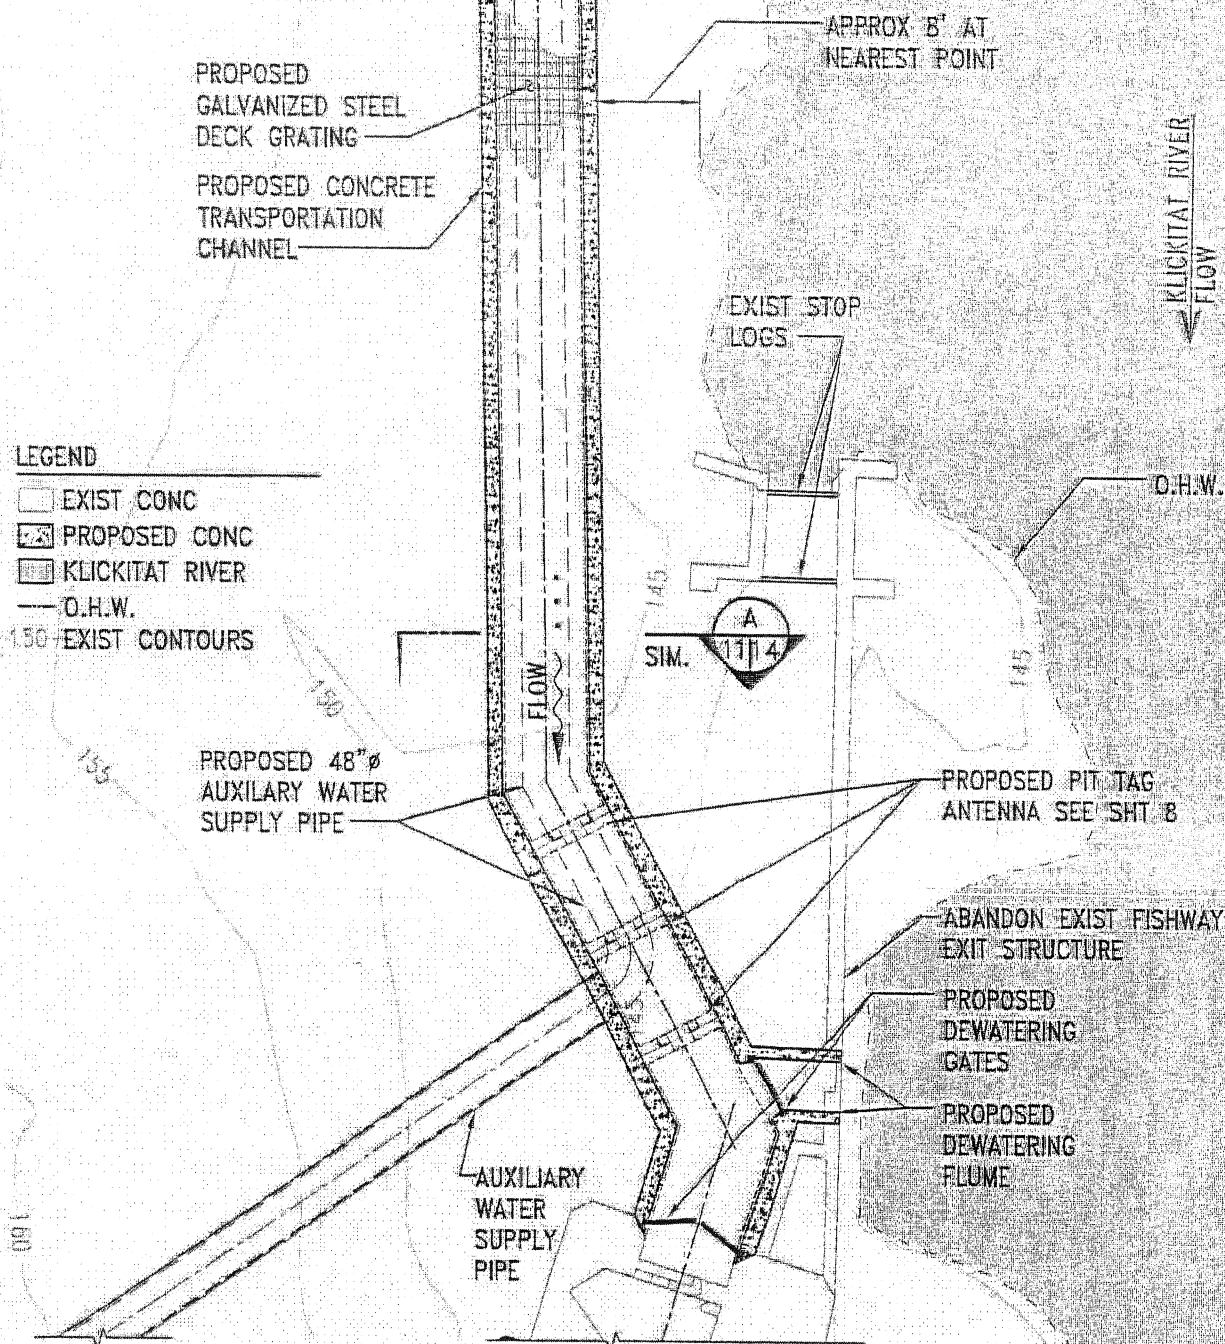 APPROX 8' AT
NEAREST POINT
PROPOSED
GALVANIZED STEEL
DECK GRATING
PROPOSED CONCRETE
TRANSPORTATION
CHANNEL
KLICKITAT RIVER
FLOW
EXIST STOP
LOGS
LEGEND
EXIST CONC
PROPOSED CONC
KLICKITAT RIVER
O.H.W.
150 EXIST CONTOURS
O.H.W.
145
A
11 14
SIM.
145
FLOW
150
155
PROPOSED 48"ø
AUXILARY WATER
SUPPLY PIPE
PROPOSED PIT TAG
ANTENNA SEE SHT 8
ABANDON EXIST FISHWAY
EXIT STRUCTURE
PROPOSED
DEWATERING
GATES
PROPOSED
DEWATERING
FLUME
AUXILIARY
WATER
SUPPLY
PIPE
160